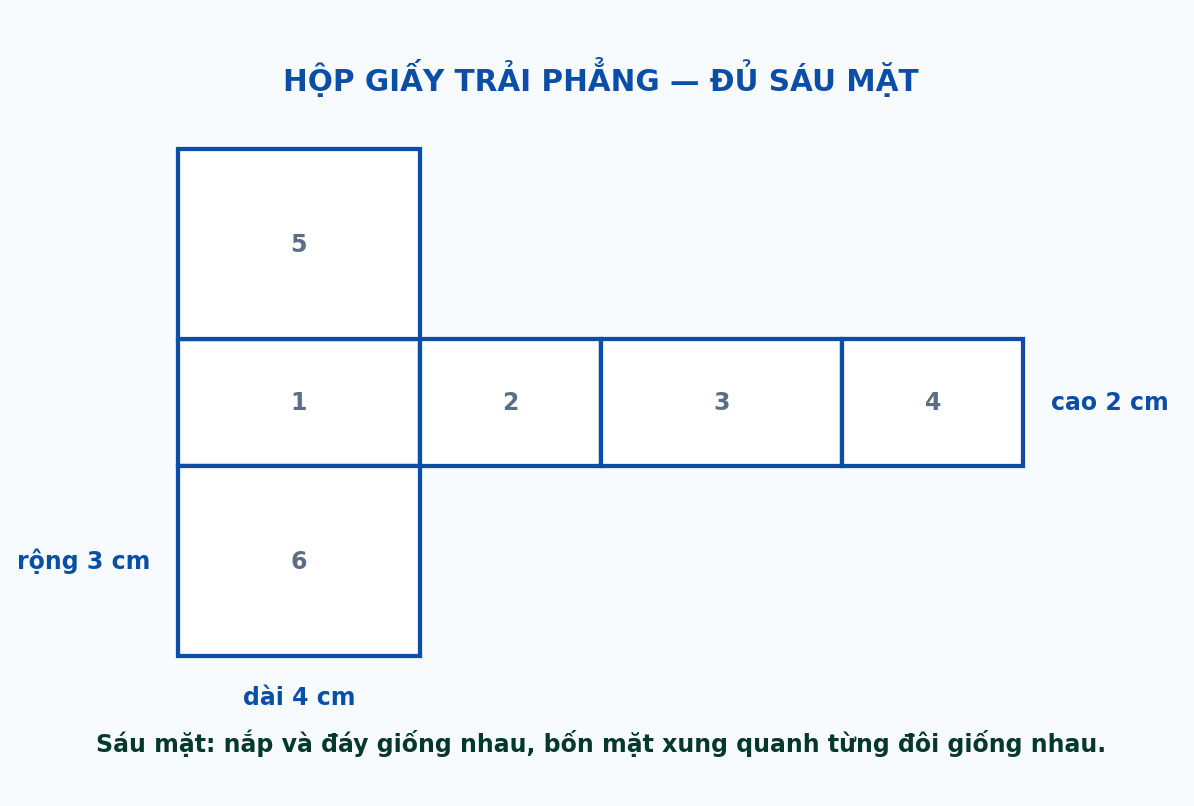 HỘP GIẤY TRẢI PHẲNG — ĐỦ SÁU MẶT
5
1
2
3
4
cao 2 cm
rộng 3 cm
6
dài 4 cm
Sáu mặt: nắp và đáy giống nhau, bốn mặt xung quanh từng đôi giống nhau.